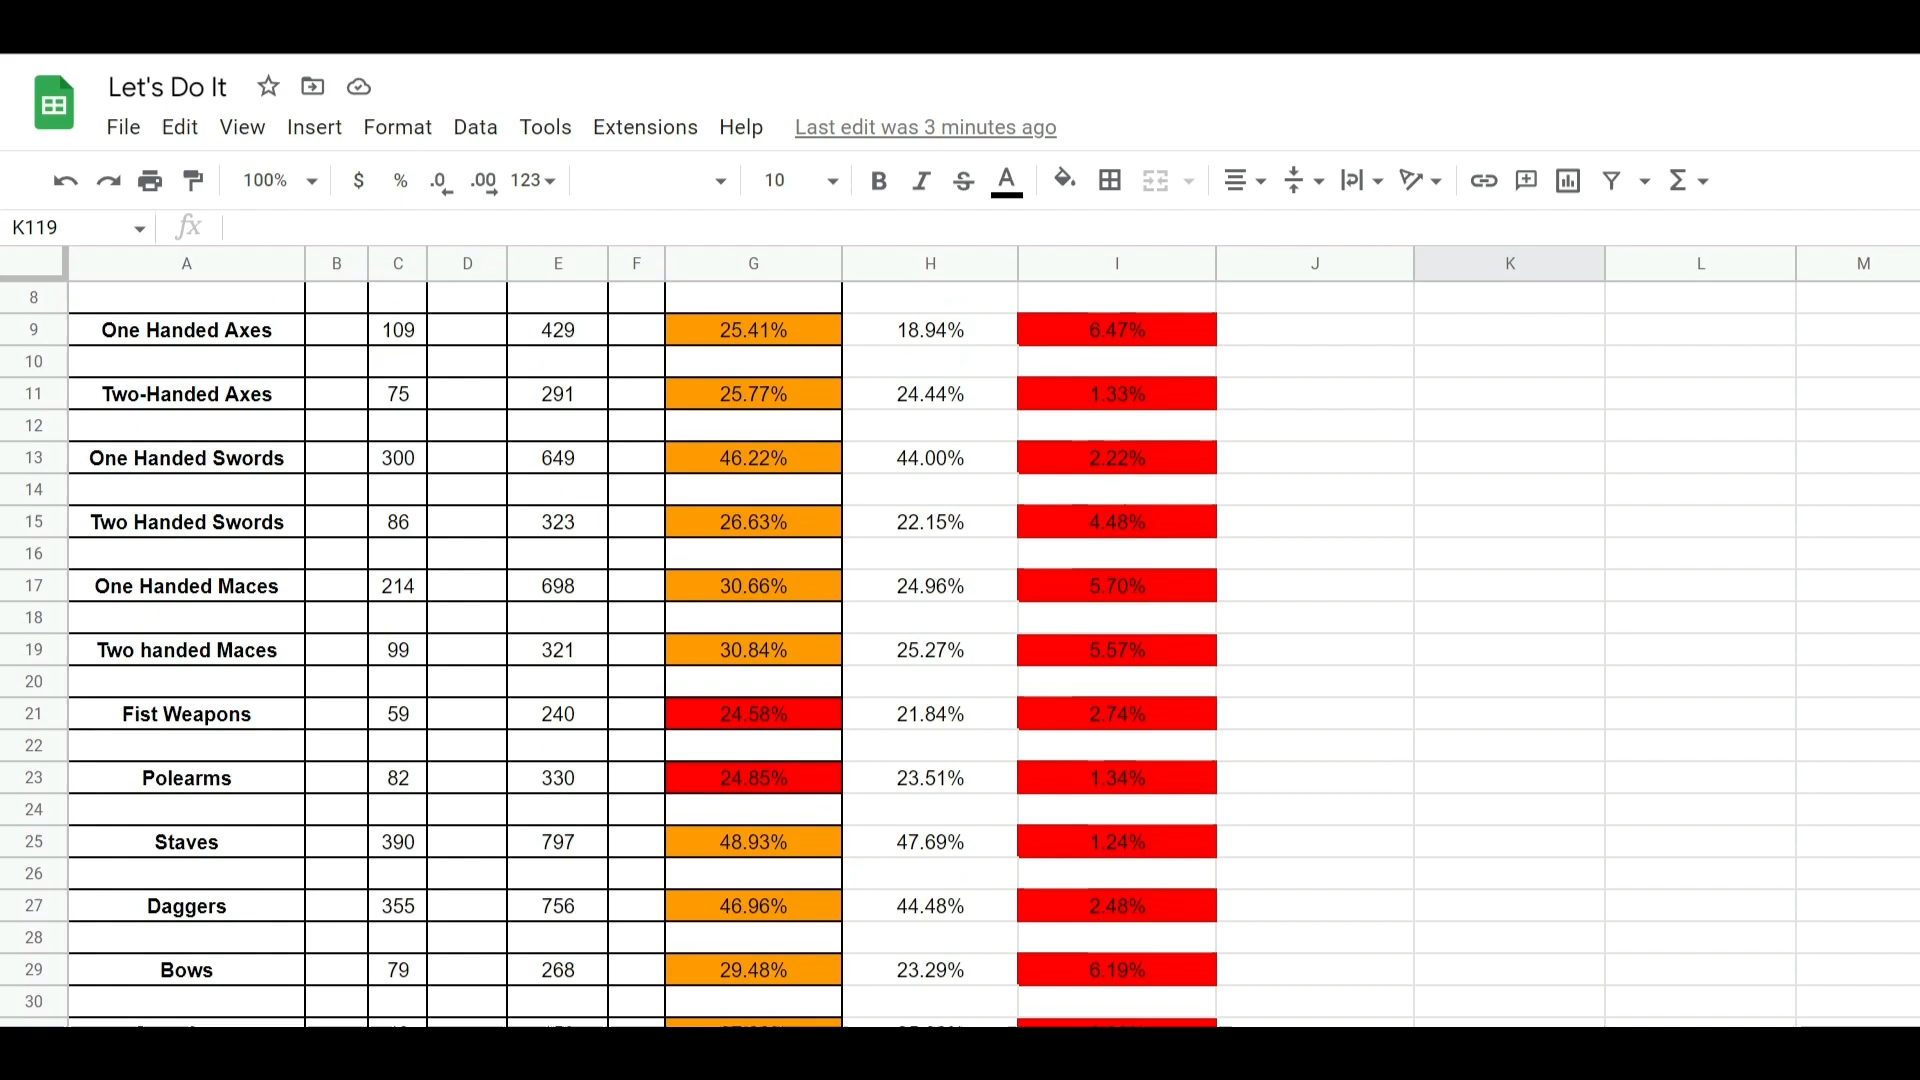 Let's Do It
File Edit View Insert Format Data Tools Extensions Help Last edit was 3 minutes ago
100% $ % .0 .00 123 10 B I S A
K119 fx
A B C D E F G H I J K L M
8
9 One Handed Axes 109 429 25.41% 18.94% 6.47%
10
11 Two-Handed Axes 75 291 25.77% 24.44% 1.33%
12
13 One Handed Swords 300 649 46.22% 44.00% 2.22%
14
15 Two Handed Swords 86 323 26.63% 22.15% 4.48%
16
17 One Handed Maces 214 698 30.66% 24.96% 5.70%
18
19 Two handed Maces 99 321 30.84% 25.27% 5.57%
20
21 Fist Weapons 59 240 24.58% 21.84% 2.74%
22
23 Polearms 82 330 24.85% 23.51% 1.34%
24
25 Staves 390 797 48.93% 47.69% 1.24%
26
27 Daggers 355 756 46.96% 44.48% 2.48%
28
29 Bows 79 268 29.48% 23.29% 6.19%
30